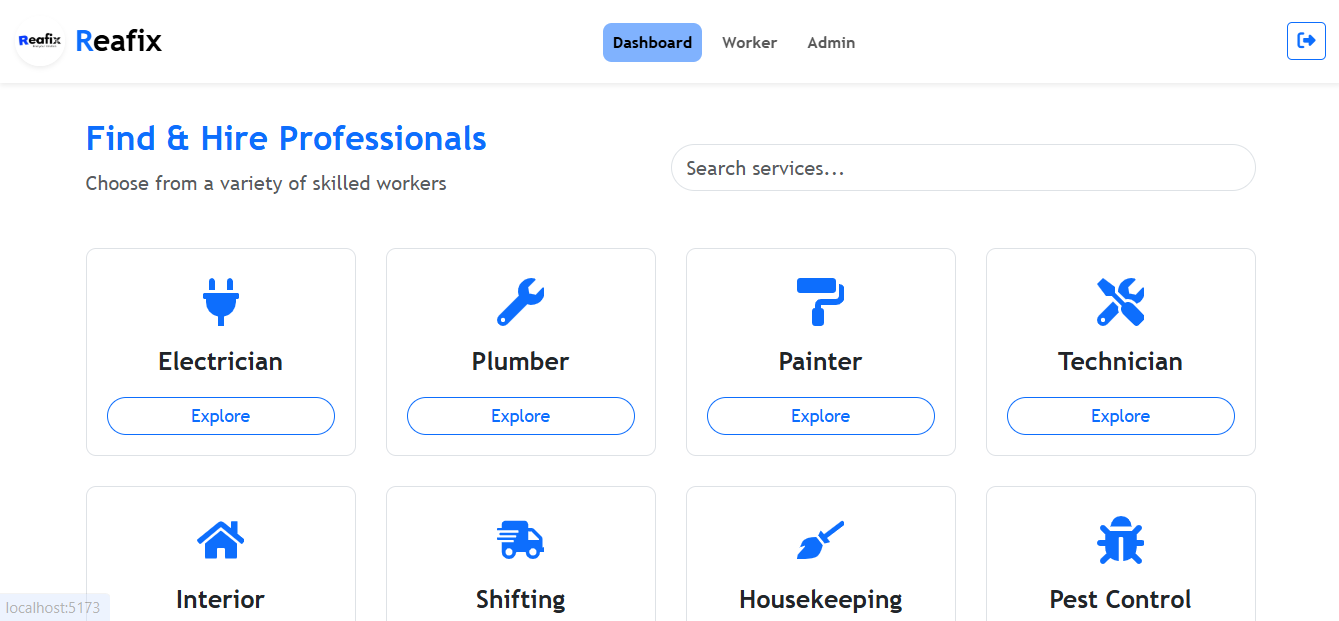 Reafix
Reafix
Dashboard
Worker
Admin
Find & Hire Professionals
Choose from a variety of skilled workers
Search services...
Electrician
Plumber
Painter
Technician
Explore
Explore
Explore
Explore
Interior
Shifting
Housekeeping
Pest Control
localhost:5173